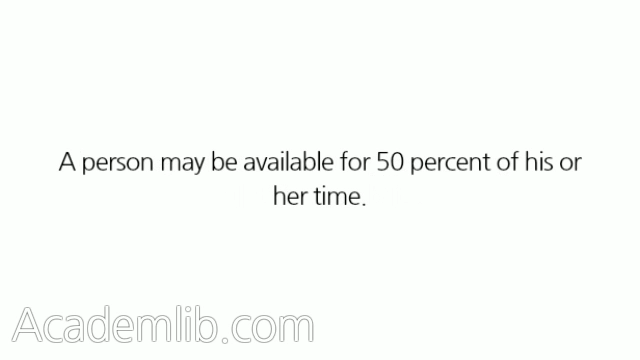 A person may be available for 50 percent of his or
her time.
Academlib.com